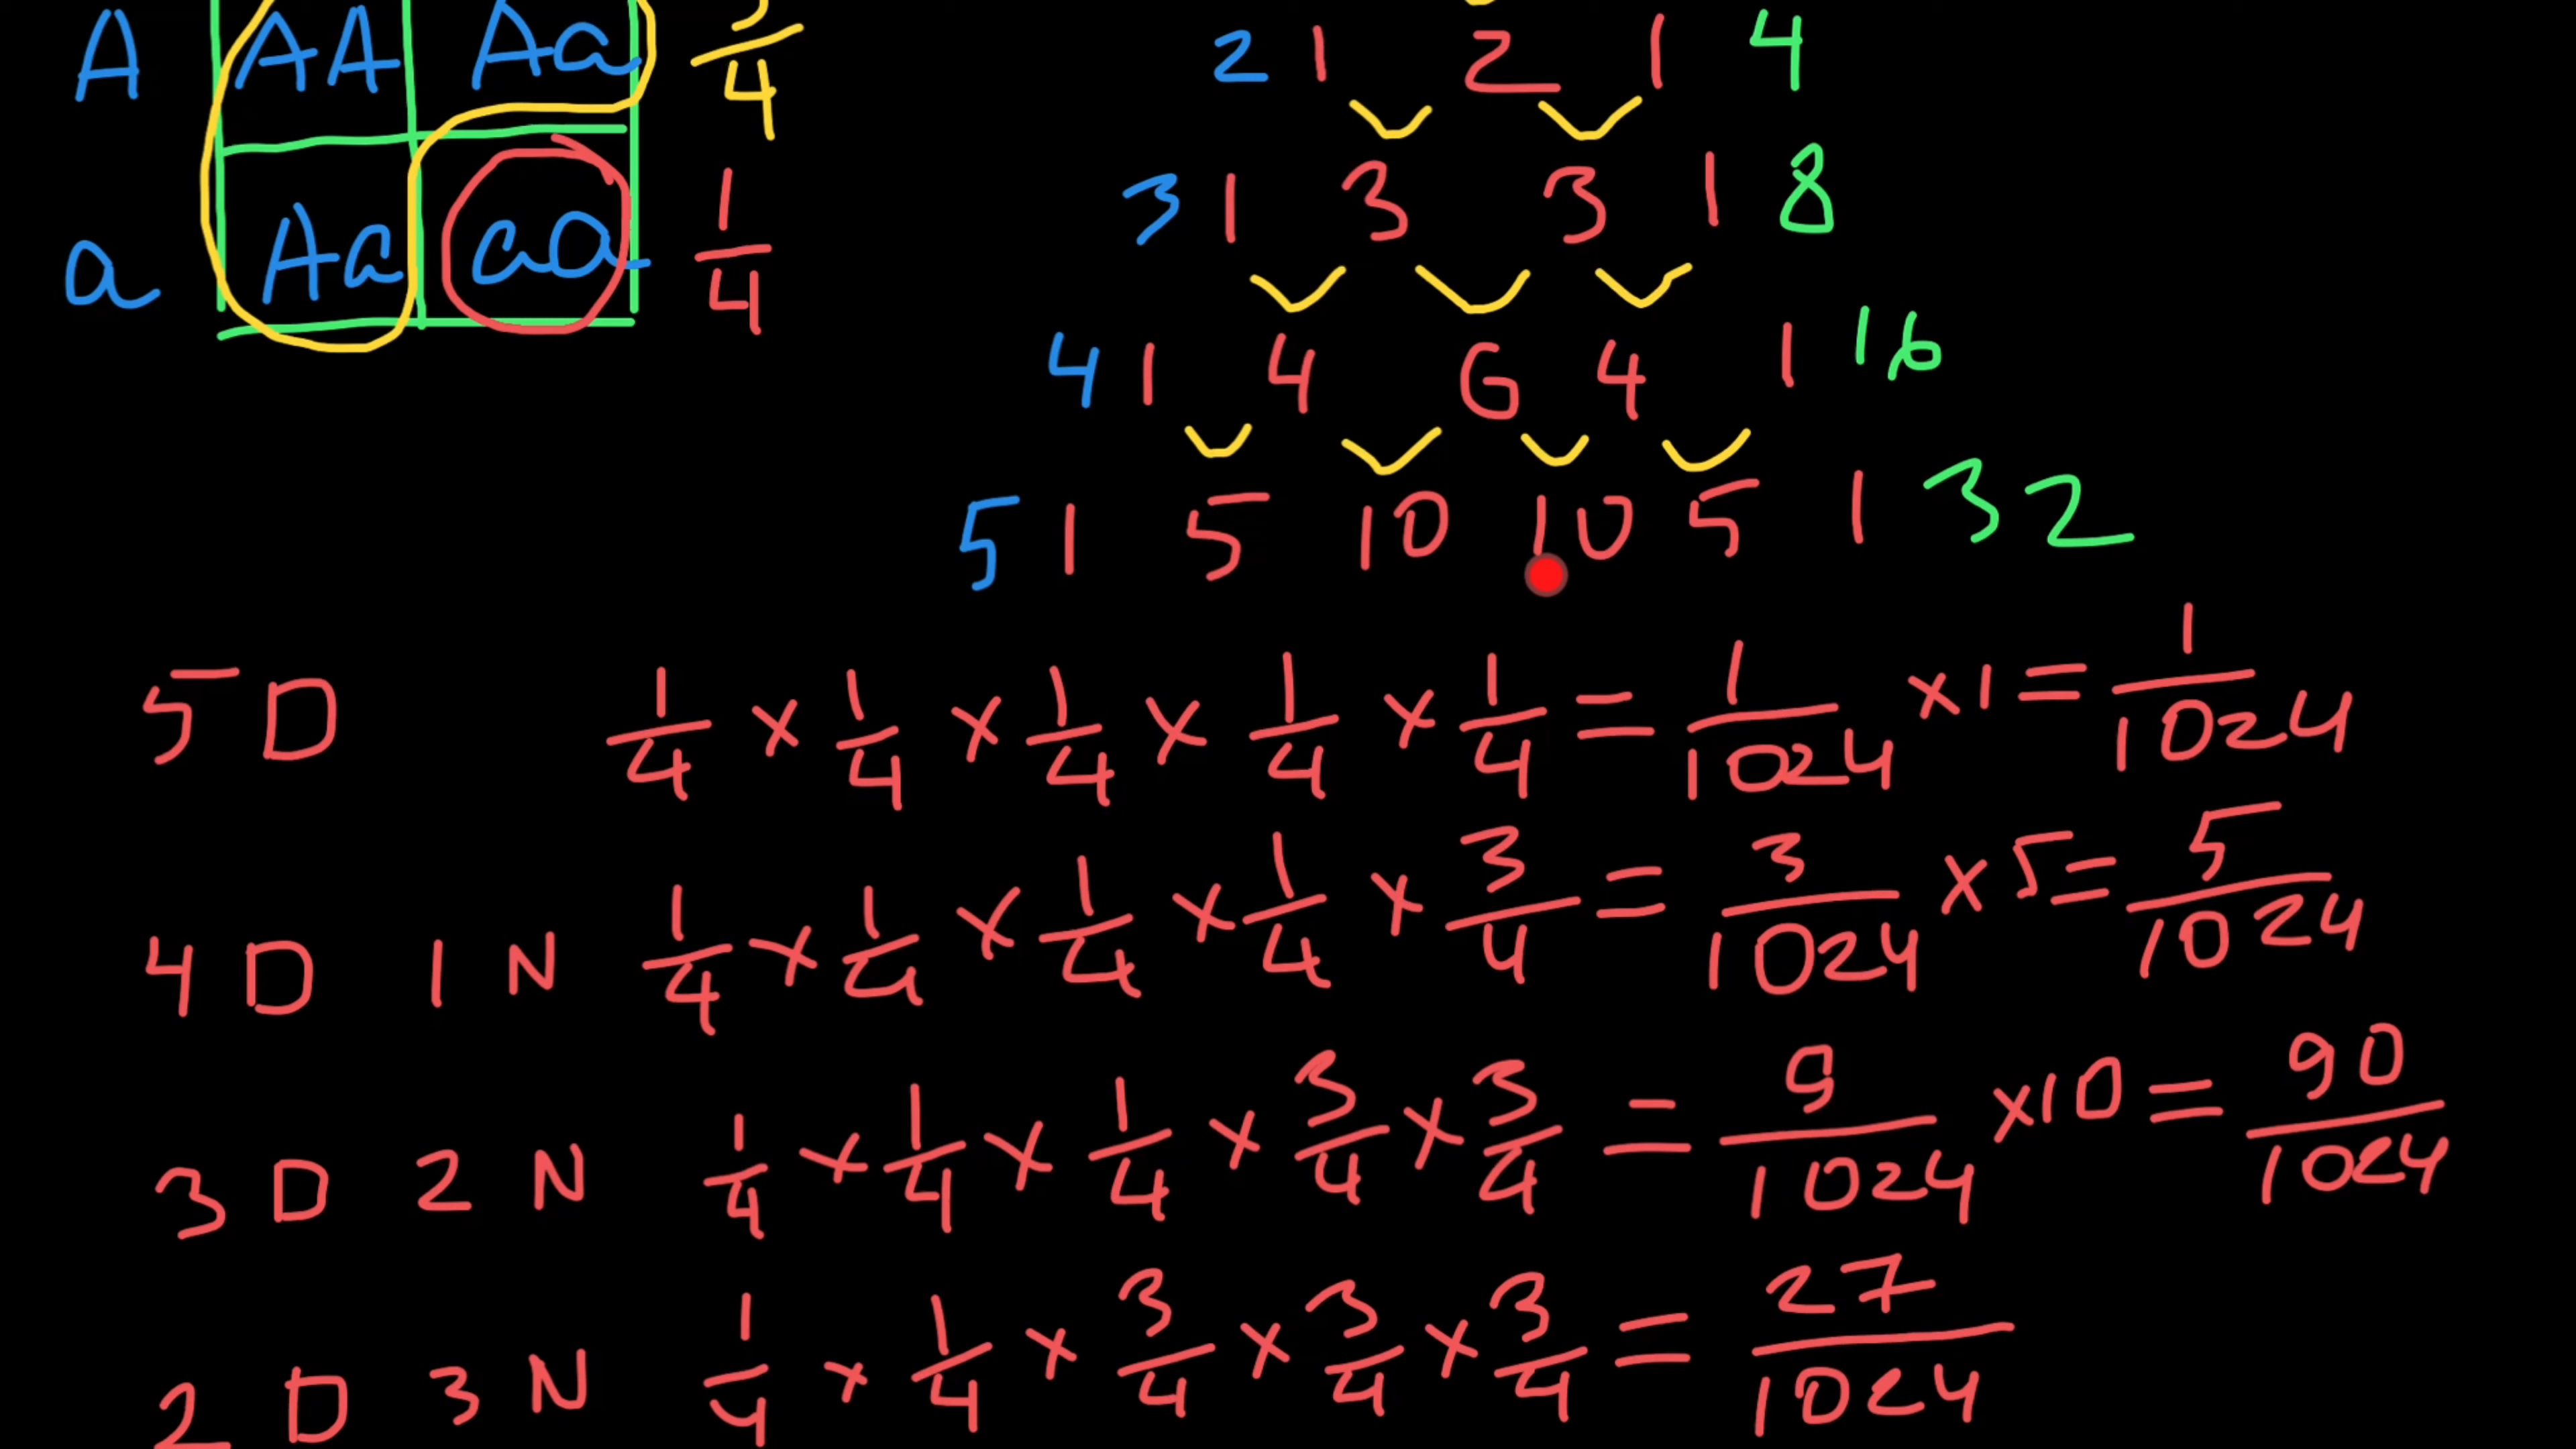 A AA Aa 3/4
a Aa aa 1/4
2 1 2 1 4
3 1 3 3 1 8
4 1 4 6 4 1 16
5 1 5 10 10 5 1 32
5 D 1/4 × 1/4 × 1/4 × 1/4 × 1/4 = 1/1024 ×1 = 1/1024
4 D 1 N 1/4 × 1/4 × 1/4 × 1/4 × 3/4 = 3/1024 ×5 = 5/1024
3 D 2 N 1/4 × 1/4 × 1/4 × 3/4 × 3/4 = 9/1024 ×10 = 90/1024
2 D 3 N 1/4 × 1/4 × 3/4 × 3/4 × 3/4 = 27/1024